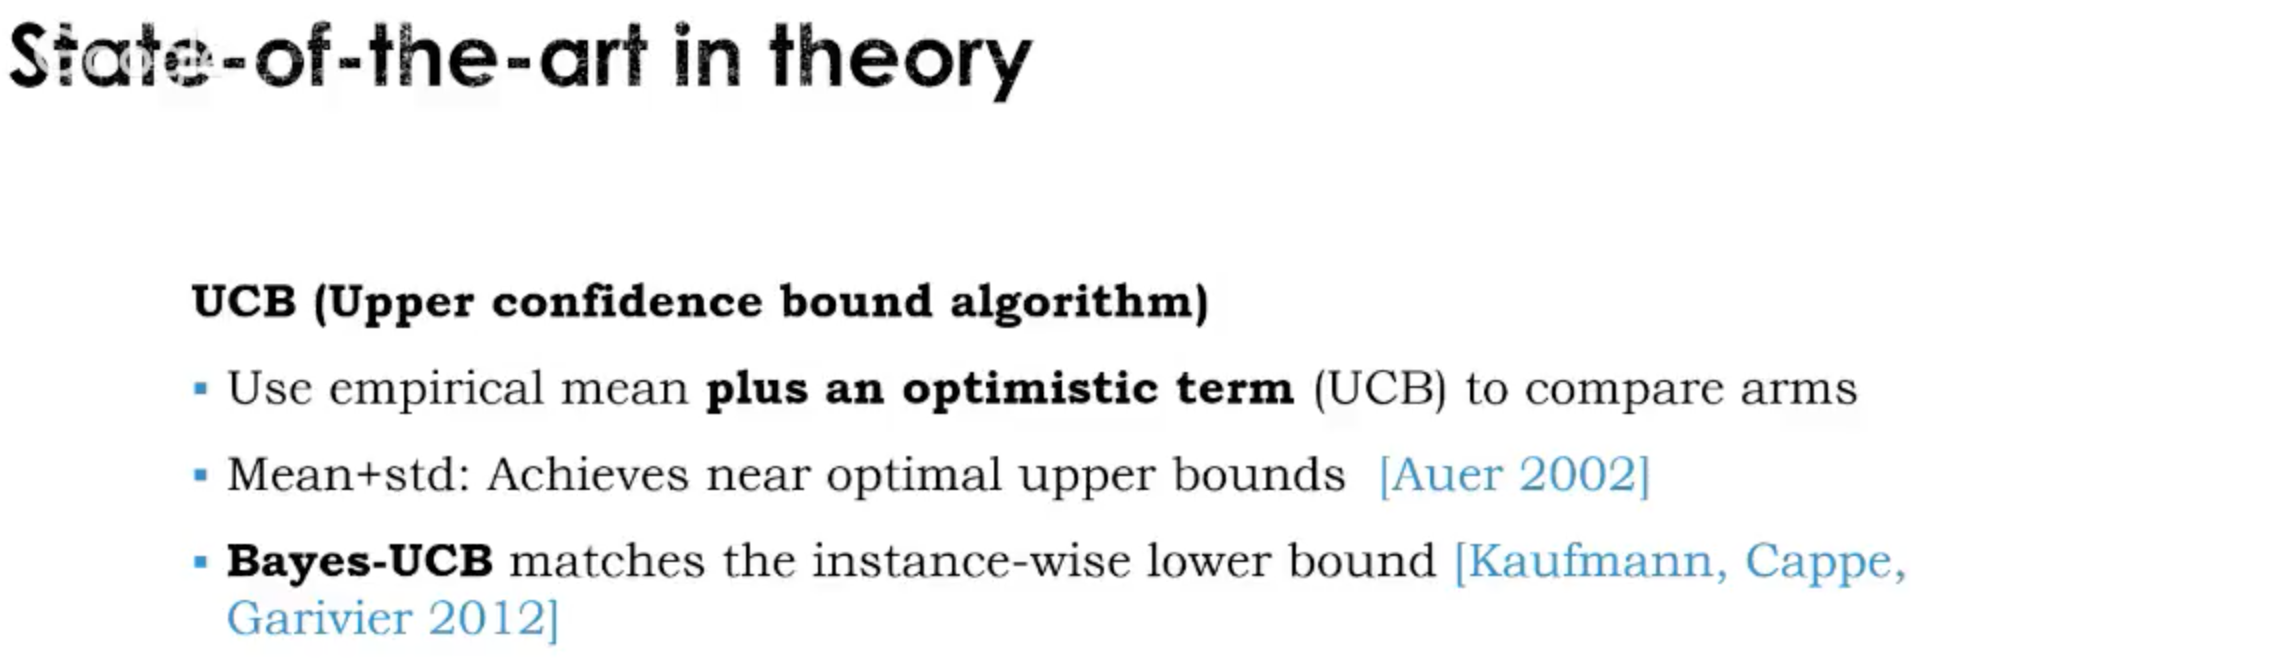 State-of-the-art in theory
UCB (Upper confidence bound algorithm)
▪ Use empirical mean plus an optimistic term (UCB) to compare arms
▪ Mean+std: Achieves near optimal upper bounds [Auer 2002]
▪ Bayes-UCB matches the instance-wise lower bound [Kaufmann, Cappe,
Garivier 2012]